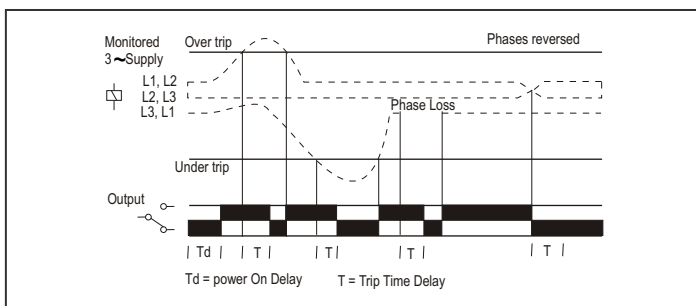 Monitored Over trip Phases reversed
3 ~Supply
L1, L2
L2, L3
L3, L1
Phase Loss
Under trip
Output
Td T T T T
Td = power On Delay T = Trip Time Delay